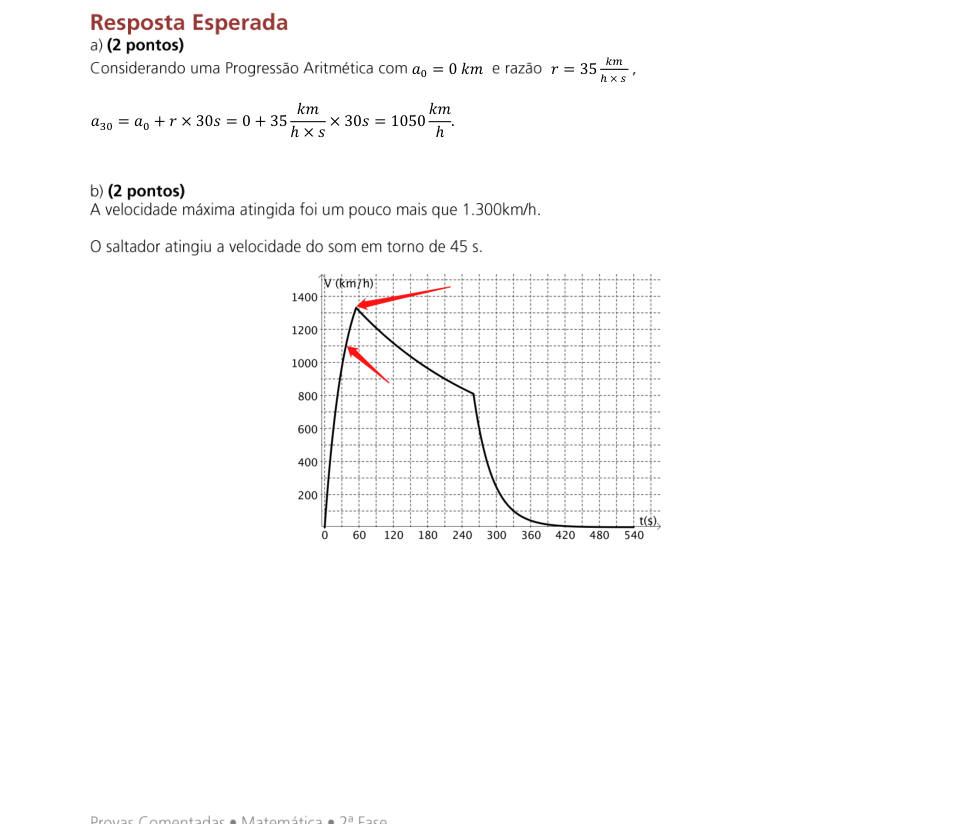 Resposta Esperada
a) (2 pontos)
Considerando uma Progressão Aritmética com a₀ = 0 km e razão r = 35 km/(h × s) ,
a₃₀ = a₀ + r × 30s = 0 + 35 km/(h × s) × 30s = 1050 km/h.
b) (2 pontos)
A velocidade máxima atingida foi um pouco mais que 1.300km/h.
O saltador atingiu a velocidade do som em torno de 45 s.
V (km/h)
1400
1200
1000
800
600
400
200
t(s)
0 60 120 180 240 300 360 420 480 540
Provas Comentadas • Matemática • 2ª Fase